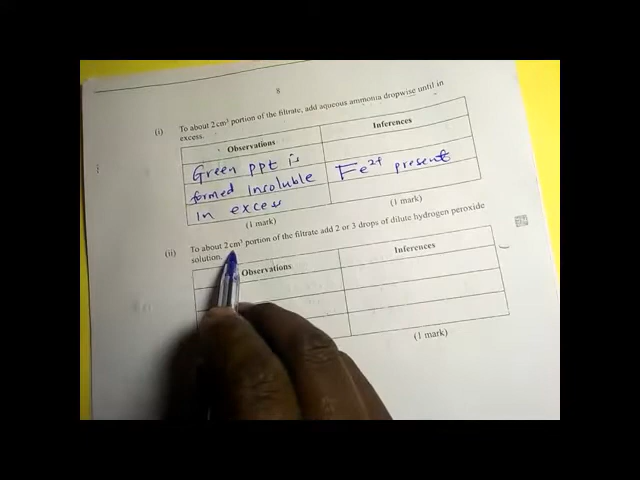 8
(i) To about 2 cm³ portion of the filtrate, add aqueous ammonia dropwise until in
excess.
Observations Inferences
Green ppt is
formed insoluble
in excess
Fe²⁺ present
(1 mark) (1 mark)
(ii) To about 2 cm³ portion of the filtrate add 2 or 3 drops of dilute hydrogen peroxide
solution.
Observations Inferences
(1 mark)